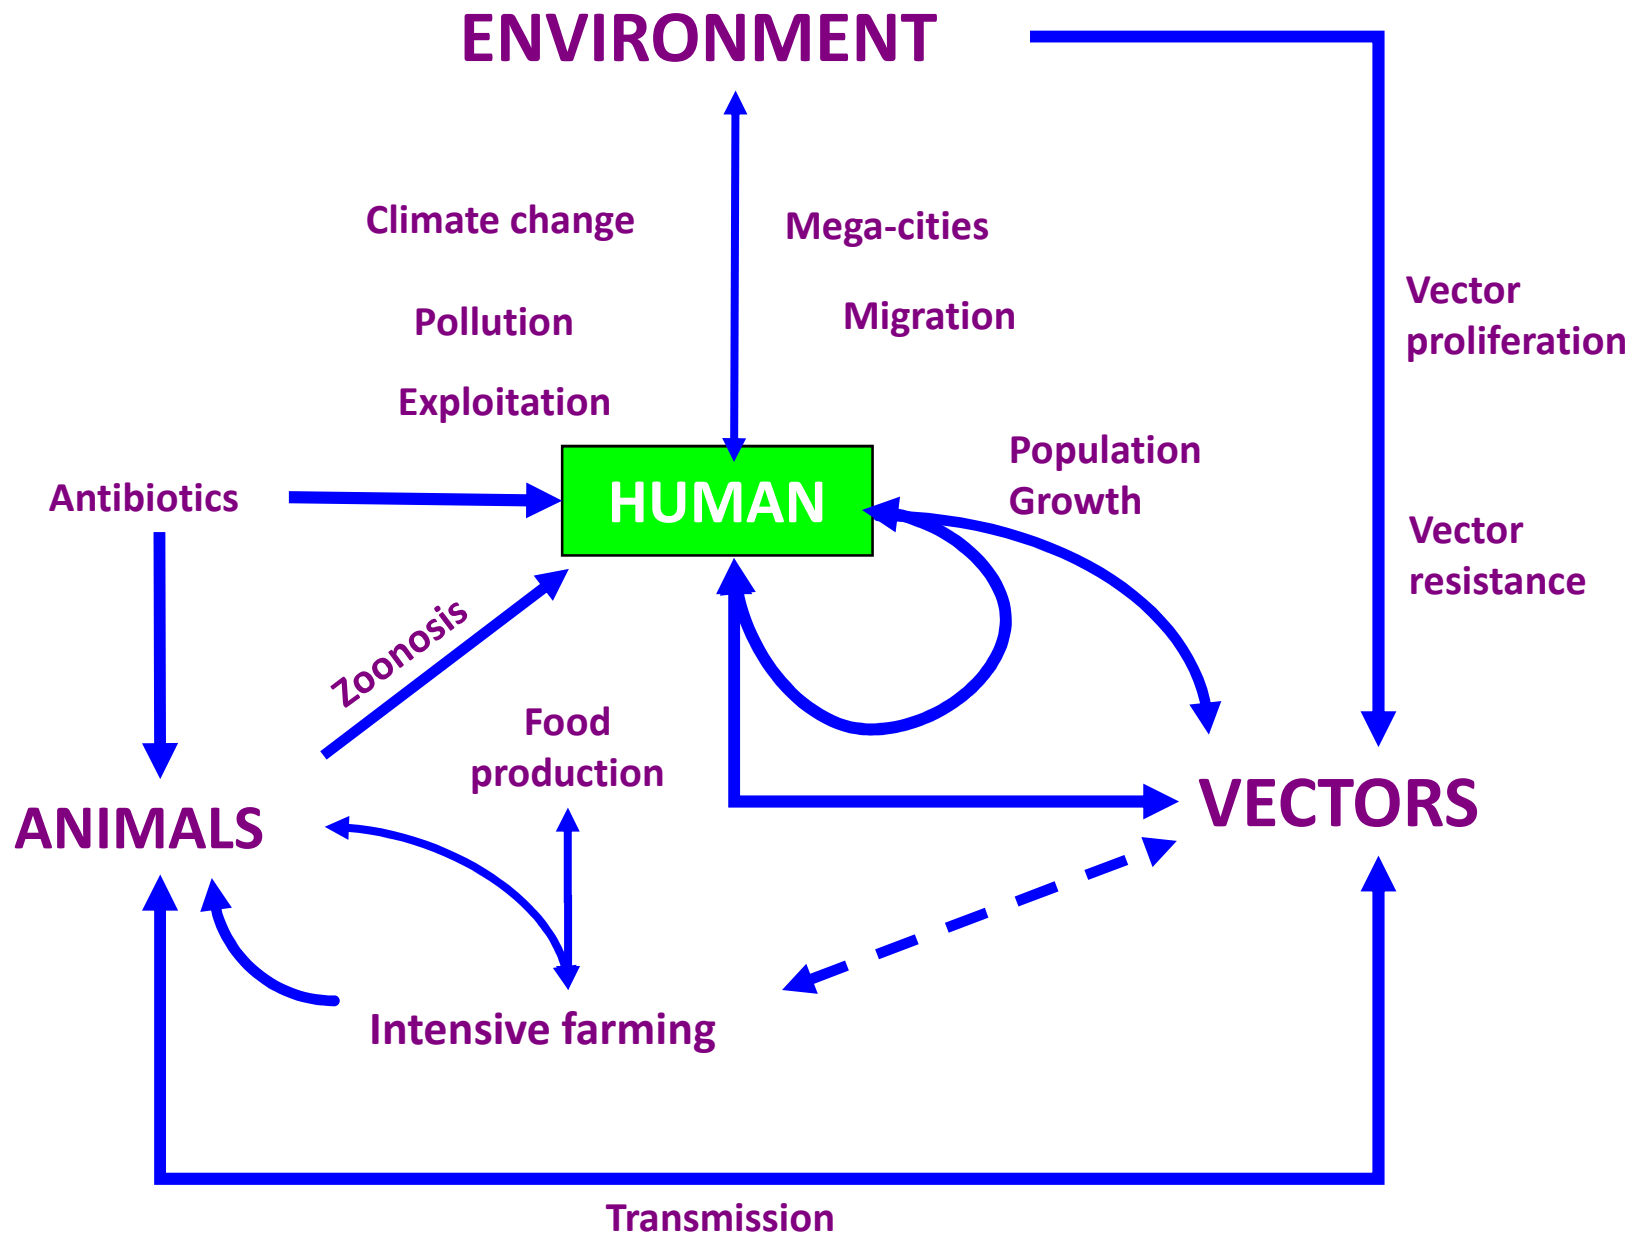 ENVIRONMENT
Climate change
Mega-cities
Vector
proliferation
Pollution
Migration
Exploitation
Population
Growth
Antibiotics
HUMAN
Vector
resistance
Zoonosis
Food
production
ANIMALS
VECTORS
Intensive farming
Transmission